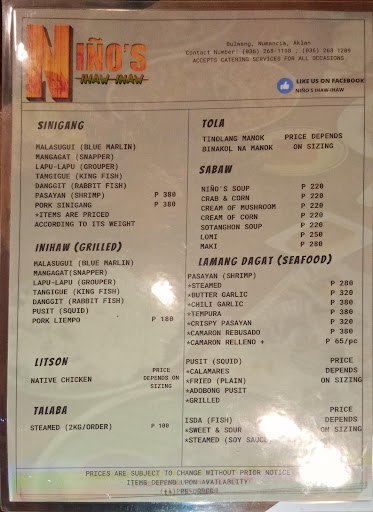 NIÑO'S
IHAW-IHAW
Bulwang, Numancia, Aklan
Contact Number: (036) 265-1198 ; (036) 268 1209
ACCEPTS CATERING SERVICES FOR ALL OCCASIONS
LIKE US ON FACEBOOK
NIÑO'S IHAW-IHAW
SINIGANG
MALASUGUI (BLUE MARLIN)
MANGAGAT (SNAPPER)
LAPU-LAPU (GROUPER)
TANGIGUE (KING FISH)
DANGGIT (RABBIT FISH)
PASAYAN (SHRIMP) P 380
PORK SINIGANG P 380
*ITEMS ARE PRICED
ACCORDING TO ITS WEIGHT
INIHAW (GRILLED)
MALASUGUI (BLUE MARLIN)
MANGAGAT(SNAPPER)
LAPU-LAPU (GROUPER)
TANGIGUE (KING FISH)
DANGGIT (RABBIT FISH)
PUSIT (SQUID)
PORK LIEMPO P 180
LITSON
NATIVE CHICKEN PRICE DEPENDS ON SIZING
TALABA
STEAMED (2KG/ORDER) P 100
TOLA
TINOLANG MANOK PRICE DEPENDS
BINAKOL NA MANOK ON SIZING
SABAW
NIÑO'S SOUP P 220
CRAB & CORN P 220
CREAM OF MUSHROOM P 220
CREAM OF CORN P 220
SOTANGHON SOUP P 220
LOMI P 250
MAKI P 280
LAMANG DAGAT (SEAFOOD)
PASAYAN (SHRIMP)
*STEAMED P 280
*BUTTER GARLIC P 320
*CHILI GARLIC P 380
*TEMPURA P 380
*CRISPY PASAYAN P 320
*CAMARON REBUSADO P 380
*CAMARON RELLENO + P 65/pc
PUSIT (SQUID) PRICE
*CALAMARES DEPENDS
*FRIED (PLAIN) ON SIZING
*ADOBONG PUSIT
*GRILLED
ISDA (FISH) PRICE
*SWEET & SOUR DEPENDS
*STEAMED (SOY SAUCE ON SIZING
PRICES ARE SUBJECT TO CHANGE WITHOUT PRIOR NOTICE
ITEMS DEPEND UPON AVAILABILITY